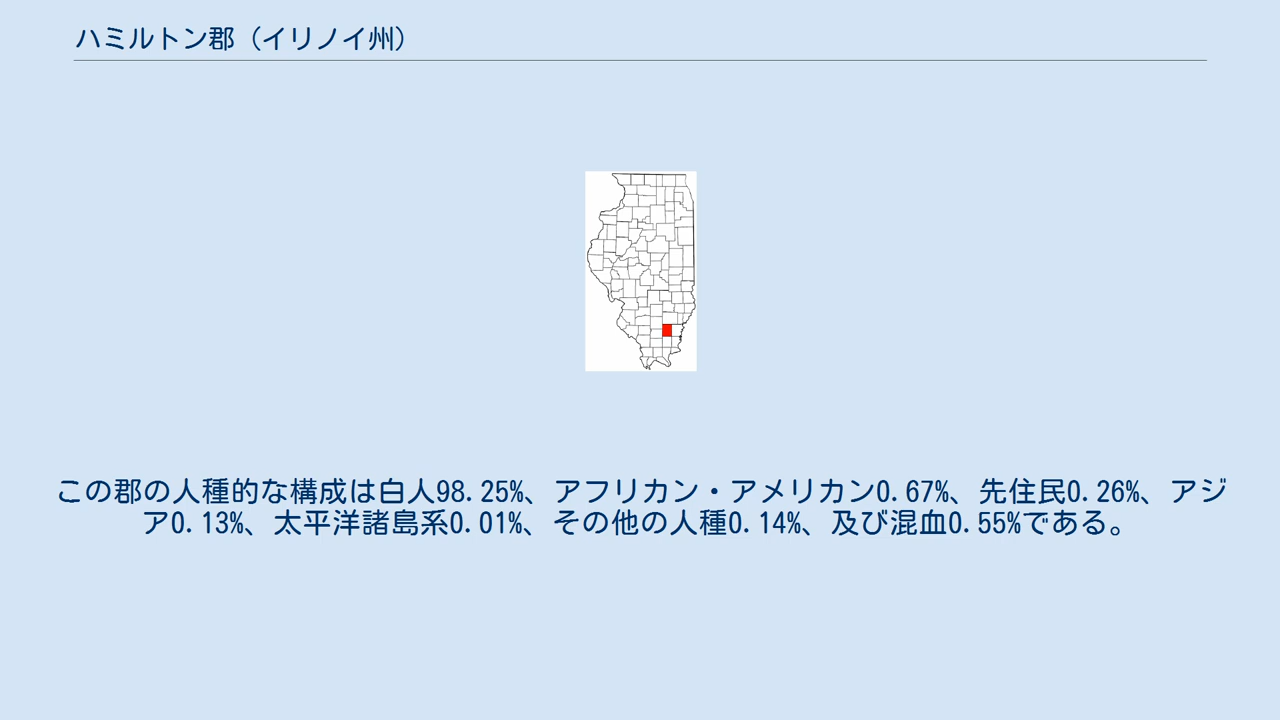 ハミルトン郡（イリノイ州）
この郡の人種的な構成は白人98.25%、アフリカン・アメリカン0.67%、先住民0.26%、アジ
ア0.13%、太平洋諸島系0.01%、その他の人種0.14%、及び混血0.55%である。